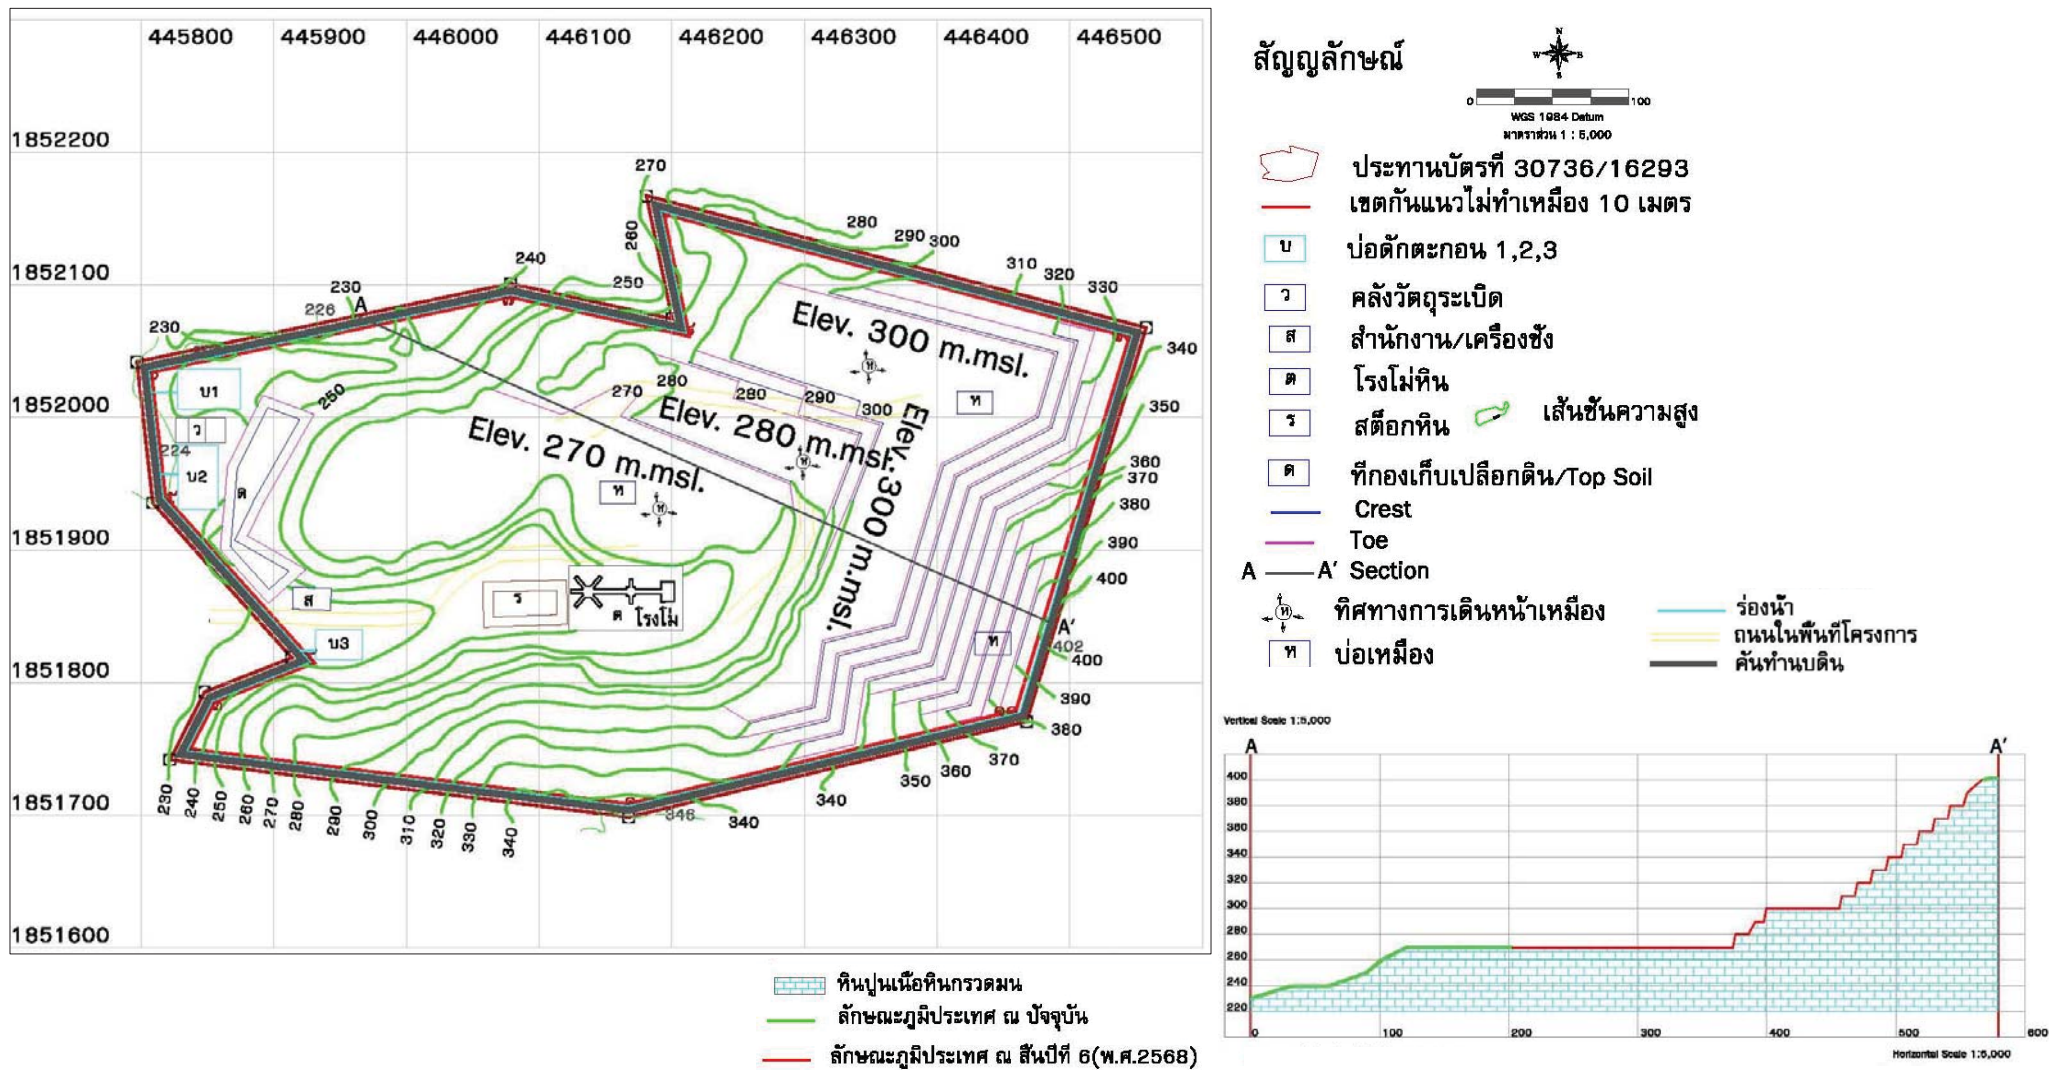 445800 445900 446000 446100 446200 446300 446400 446500
1852200
1852100
1852000
1851900
1851800
1851700
1851600
270
260
280
290 300
310
320
330
340
350
360
370
380
390
400
A'
402
400
390
380
370
360
350
340
340
346
230
240
250
260
270
280
290
300
310
320
330
340
240
250
230
A
226
230
224
250
270
280
280
290
300
Elev. 300 m.msl.
Elev. 280 m.msl.
Elev. 270 m.msl.
Elev. 300 m.msl.
บ1
ว
บ2
ด
ส
บ3
ร
ต โรงโม่
ห
ห
ห
ห
ห
ห
สัญญลักษณ์
N
W
S
0 100
WGS 1984 Datum
มาตราส่วน 1 : 5,000
ประทานบัตรที่ 30736/16293
เขตกันแนวไม่ทำเหมือง 10 เมตร
บ บ่อดักตะกอน 1,2,3
ว คลังวัตถุระเบิด
ส สำนักงาน/เครื่องชั่ง
ต โรงโม่หิน
ร สต๊อกหิน เส้นชั้นความสูง
ด ที่กองเก็บเปลือกดิน/Top Soil
Crest
Toe
A A' Section
ห ทิศทางการเดินหน้าเหมือง
ห บ่อเหมือง
ร่องน้ำ
ถนนในพื้นที่โครงการ
คันทำนบดิน
Vertical Scale 1:5,000
A A'
400
380
360
340
320
300
280
260
240
220
0 100 200 300 400 500 600
Horizontal Scale 1:5,000
หินปูนเนื้อหินกรวดมน
ลักษณะภูมิประเทศ ณ ปัจจุบัน
ลักษณะภูมิประเทศ ณ สิ้นปีที่ 6(พ.ศ.2568)